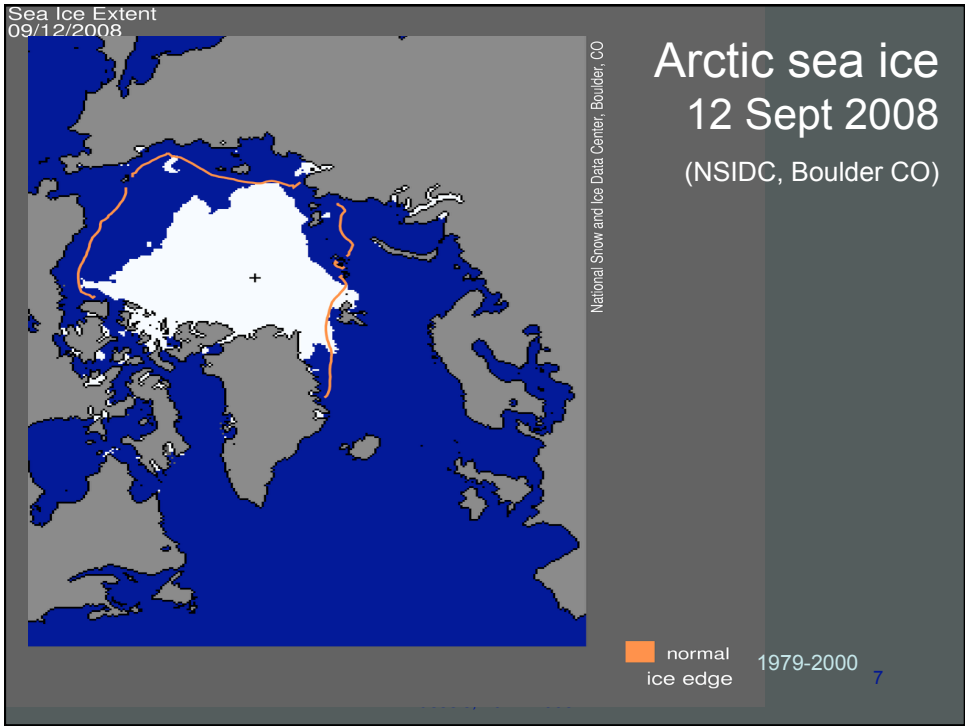 Sea Ice Extent
09/12/2008
National Snow and Ice Data Center, Boulder, CO
Arctic sea ice
12 Sept 2008
(NSIDC, Boulder CO)
normal
ice edge
1979-2000
7